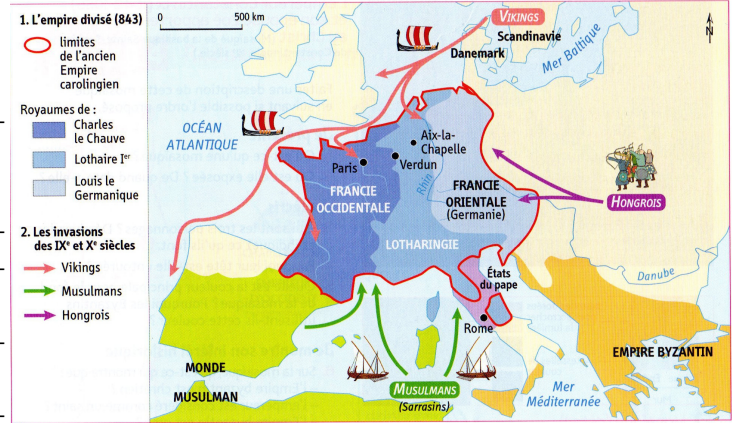 1. L'empire divisé (843)
limites
de l'ancien
Empire
carolingien
Royaumes de :
Charles
le Chauve
Lothaire Ier
Louis le
Germanique
2. Les invasions
des IXe et Xe siècles
Vikings
Musulmans
Hongrois
0 500 km
VIKINGS
Scandinavie
Danemark
Mer Baltique
N
OCÉAN
ATLANTIQUE
Aix-la-
Chapelle
Paris
Verdun
Rhin
FRANCIE
OCCIDENTALE
FRANCIE
ORIENTALE
(Germanie)
HONGROIS
LOTHARINGIE
Danube
États
du pape
Rome
EMPIRE BYZANTIN
MONDE
MUSULMAN
MUSULMANS
(Sarrasins)
Mer
Méditerranée